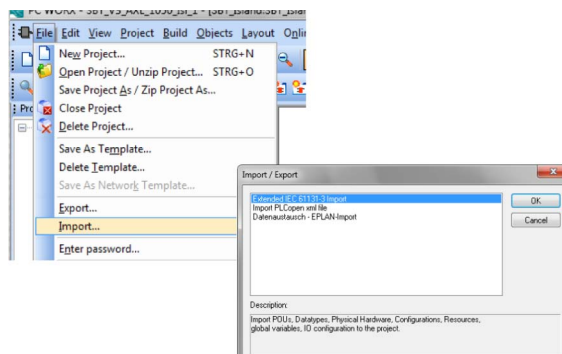 File Edit View Project Build Objects Layout
New Project... STRG+N
Open Project / Unzip Project... STRG+O
Save Project As / Zip Project As...
Close Project
Delete Project...
Save As Template...
Delete Template...
Save As Network Template...
Export...
Import...
Enter password...
Import / Export
Extended IEC 61131-3 Import
Import PLCopen xml file
Datenaustausch - EPLAN-Import
OK
Cancel
Description:
Import POUs, Datatypes, Physical Hardware, Configurations, Resources,
global variables, IO configuration to the project.